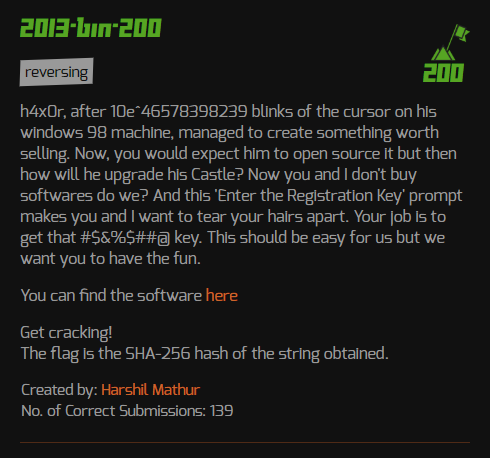 2013-bin-200
200
reversing
h4x0r, after 10e^46578398239 blinks of the cursor on his
windows 98 machine, managed to create something worth
selling. Now, you would expect him to open source it but then
how will he upgrade his Castle? Now you and I don't buy
softwares do we? And this 'Enter the Registration Key' prompt
makes you and I want to tear your hairs apart. Your job is to
get that #$&%$##@ key. This should be easy for us but we
want you to have the fun.
You can find the software here
Get cracking!
The flag is the SHA-256 hash of the string obtained.
Created by: Harshil Mathur
No. of Correct Submissions: 139